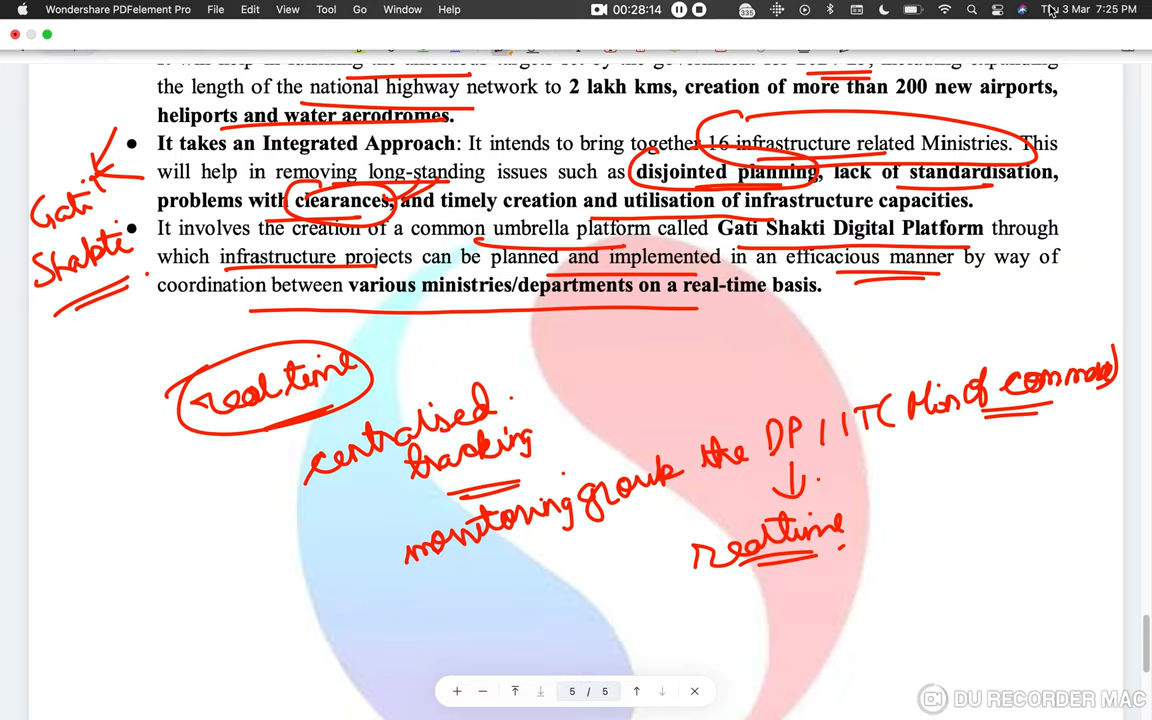 Wondershare PDFelement Pro File Edit View Tool Go Window Help 00:28:14 335 Thu 3 Mar 7:25 PM
the length of the national highway network to 2 lakh kms, creation of more than 200 new airports,
heliports and water aerodromes.
● It takes an Integrated Approach: It intends to bring together 16 infrastructure related Ministries. This
will help in removing long-standing issues such as disjointed planning, lack of standardisation,
problems with clearances, and timely creation and utilisation of infrastructure capacities.
● It involves the creation of a common umbrella platform called Gati Shakti Digital Platform through
which infrastructure projects can be planned and implemented in an efficacious manner by way of
coordination between various ministries/departments on a real-time basis.
Gati
Shakti
real time
centralised
tracking
monitoring group the DPIIT (Min of commerce)
realtime
5 / 5
DU RECORDER MAC